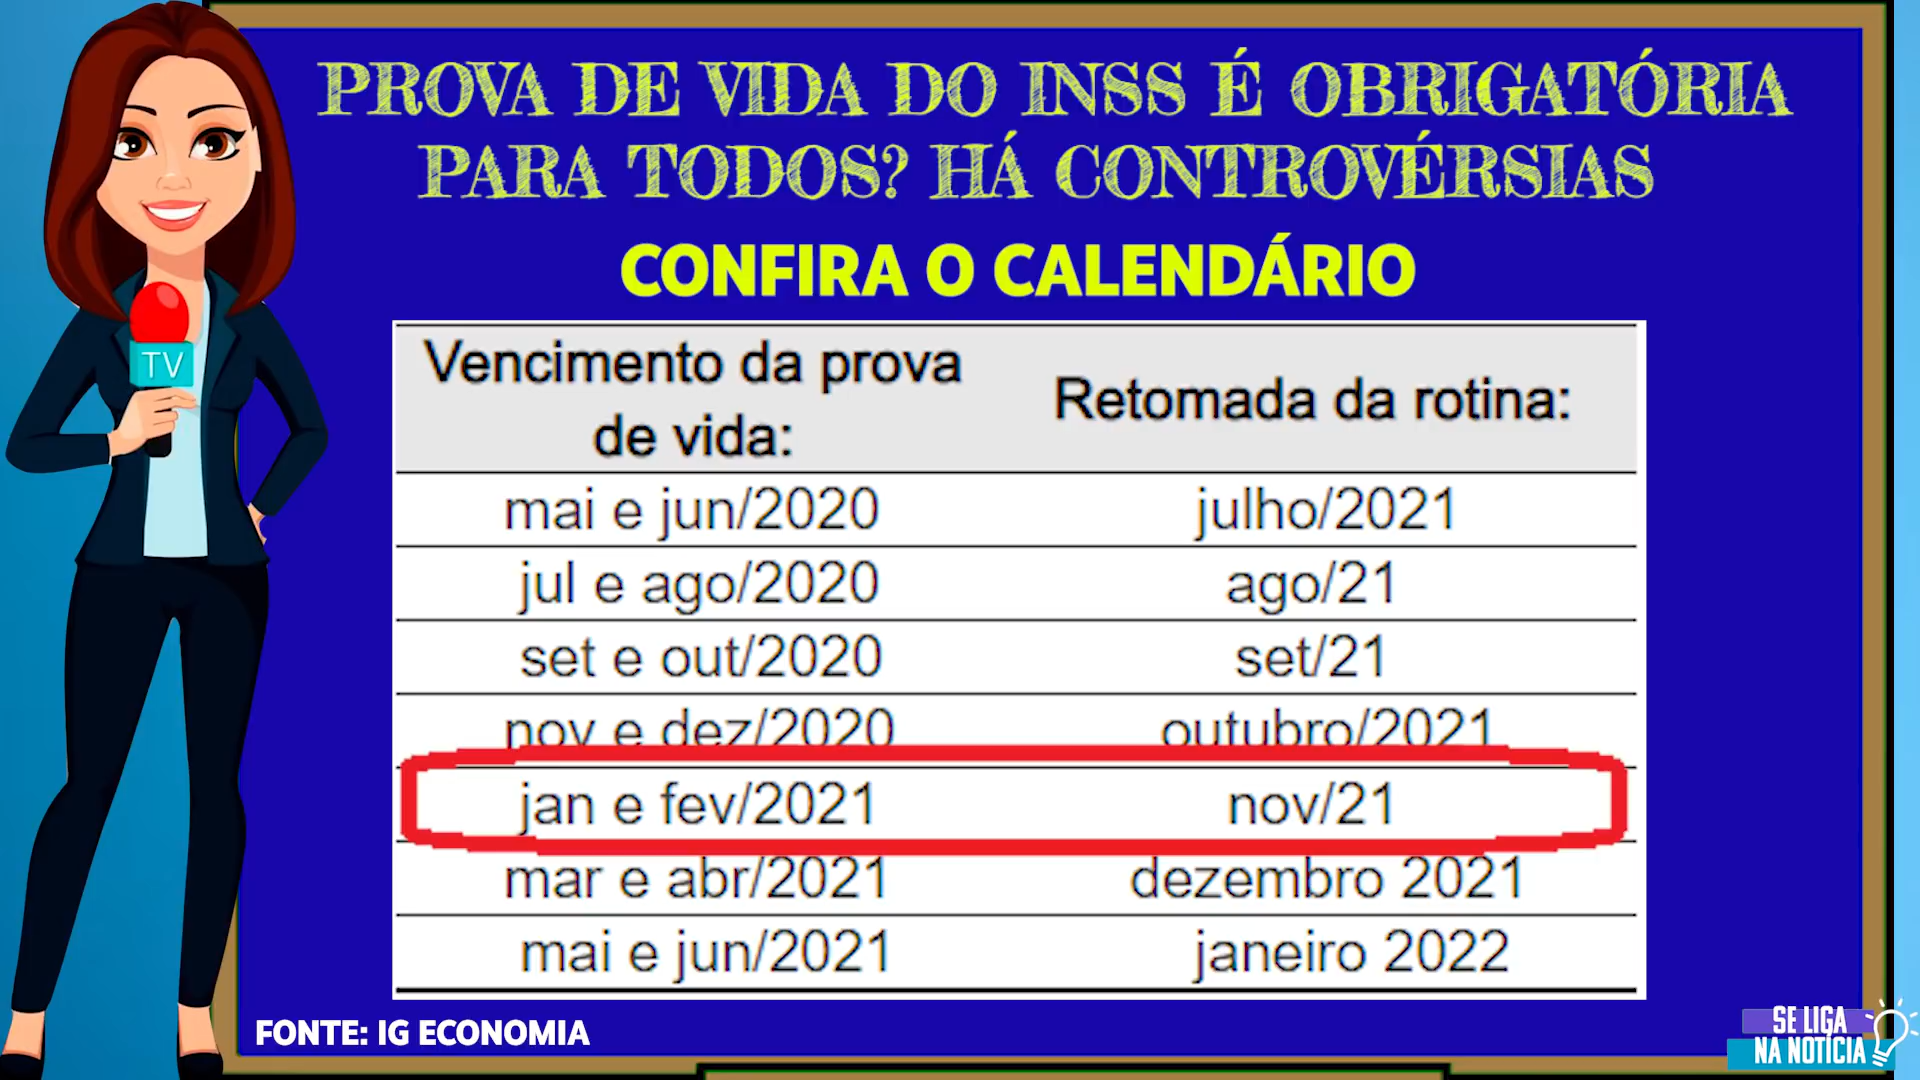 PROVA DE VIDA DO INSS É OBRIGATÓRIA
PARA TODOS? HÁ CONTROVÉRSIAS
CONFIRA O CALENDÁRIO
TV
Vencimento da prova
de vida:
Retomada da rotina:
mai e jun/2020 julho/2021
jul e ago/2020 ago/21
set e out/2020 set/21
nov e dez/2020 outubro/2021
jan e fev/2021 nov/21
mar e abr/2021 dezembro 2021
mai e jun/2021 janeiro 2022
FONTE: IG ECONOMIA
SE LIGA
NA NOTÍCIA